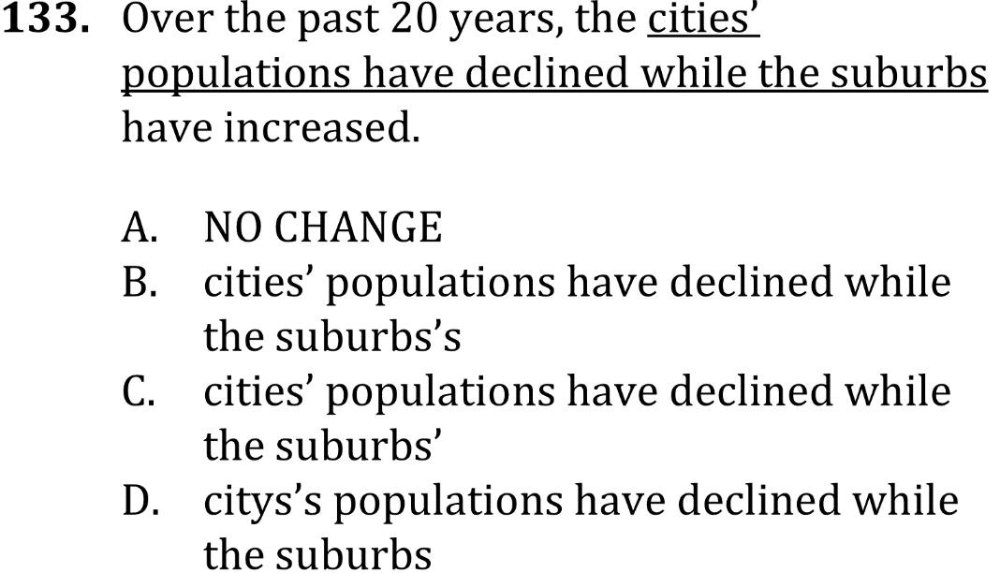 133. Over the past 20 years, the cities’
populations have declined while the suburbs
have increased.
A. NO CHANGE
B. cities’ populations have declined while
the suburbs’s
C. cities’ populations have declined while
the suburbs’
D. citys’s populations have declined while
the suburbs